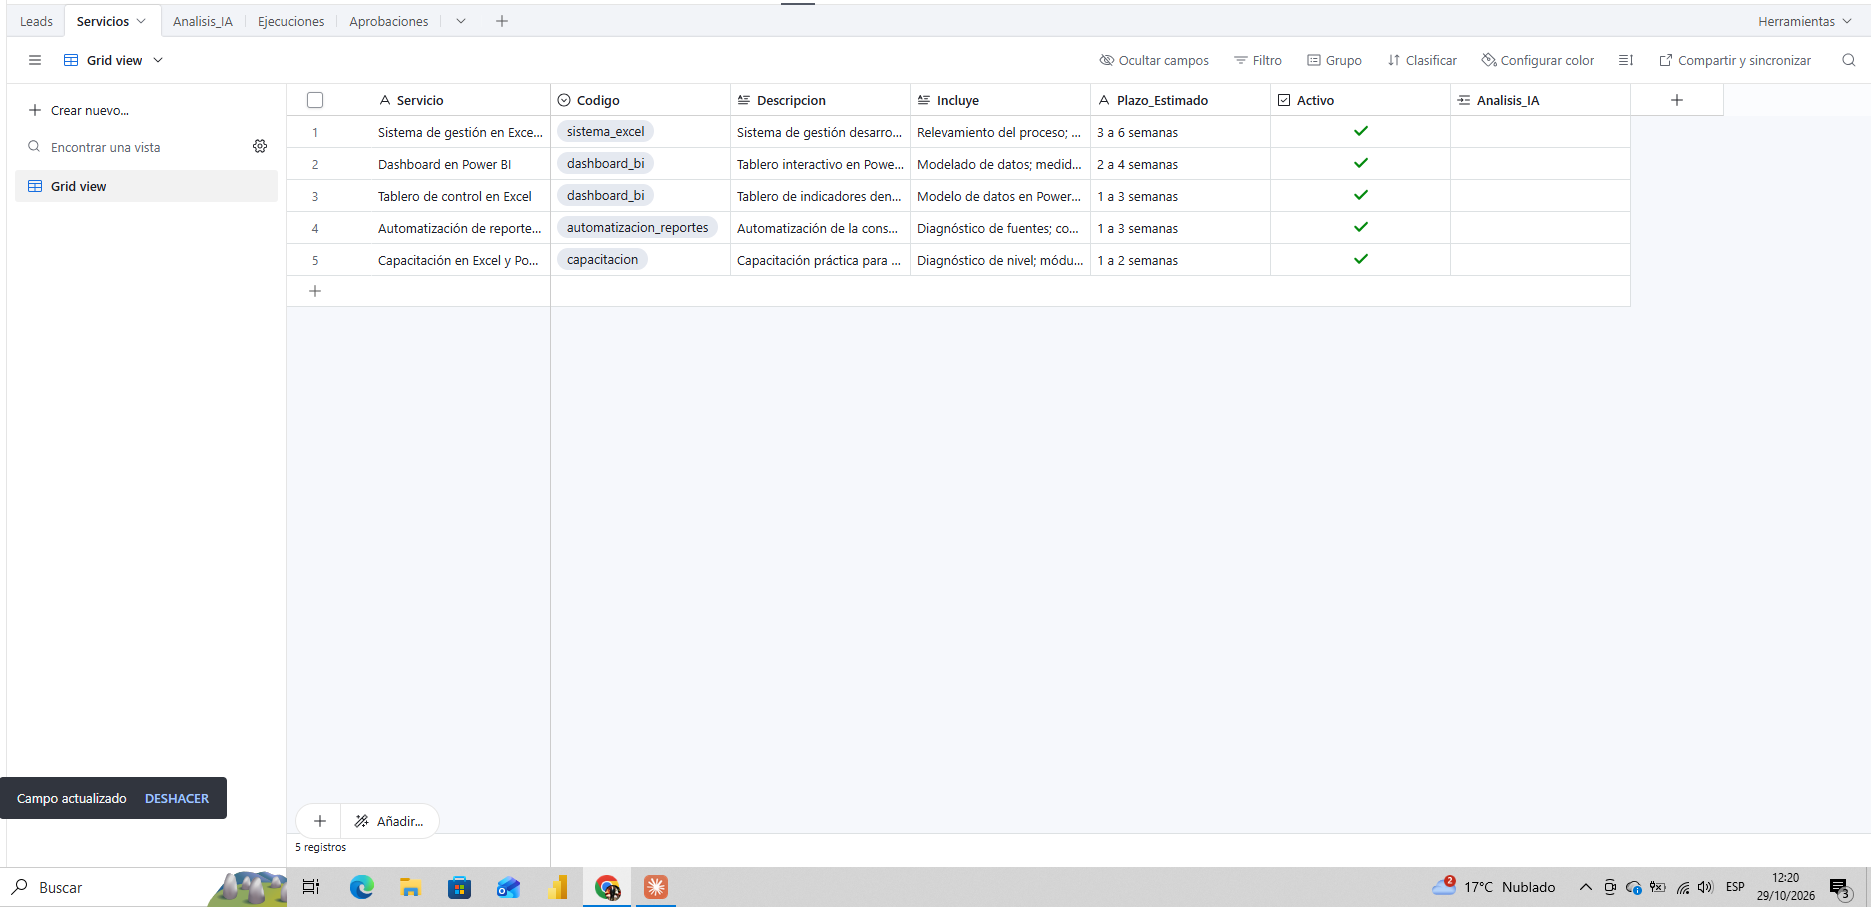 Leads Servicios Analisis_IA Ejecuciones Aprobaciones Herramientas
Grid view Ocultar campos Filtro Grupo Clasificar Configurar color Compartir y sincronizar
Crear nuevo...
Encontrar una vista
Grid view
Servicio Codigo Descripcion Incluye Plazo_Estimado Activo Analisis_IA
1 Sistema de gestión en Exce... sistema_excel Sistema de gestión desarro... Relevamiento del proceso; ... 3 a 6 semanas
2 Dashboard en Power BI dashboard_bi Tablero interactivo en Powe... Modelado de datos; medid... 2 a 4 semanas
3 Tablero de control en Excel dashboard_bi Tablero de indicadores den... Modelo de datos en Power... 1 a 3 semanas
4 Automatización de reporte... automatizacion_reportes Automatización de la cons... Diagnóstico de fuentes; co... 1 a 3 semanas
5 Capacitación en Excel y Po... capacitacion Capacitación práctica para ... Diagnóstico de nivel; módu... 1 a 2 semanas
Campo actualizado DESHACER
Añadir...
5 registros
Buscar 2 17°C Nublado ESP 12:20
29/10/2026 3